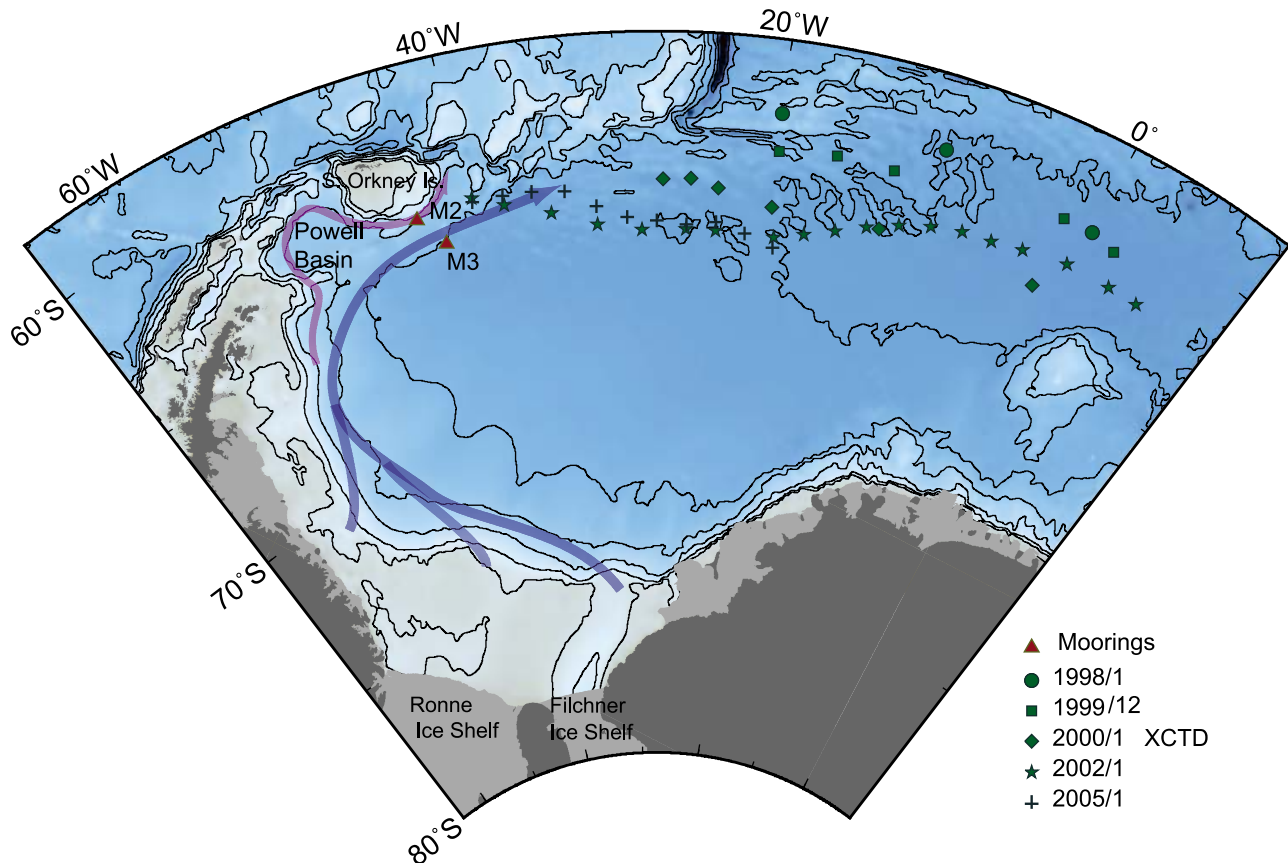 20°W
40°W
0°
60°W
S. Orkney Is.
M2
Powell
Basin
M3
60°S
70°S
Moorings
1998/1
Ronne
Ice Shelf
Filchner
Ice Shelf
1999/12
2000/1 XCTD
2002/1
2005/1
80°S